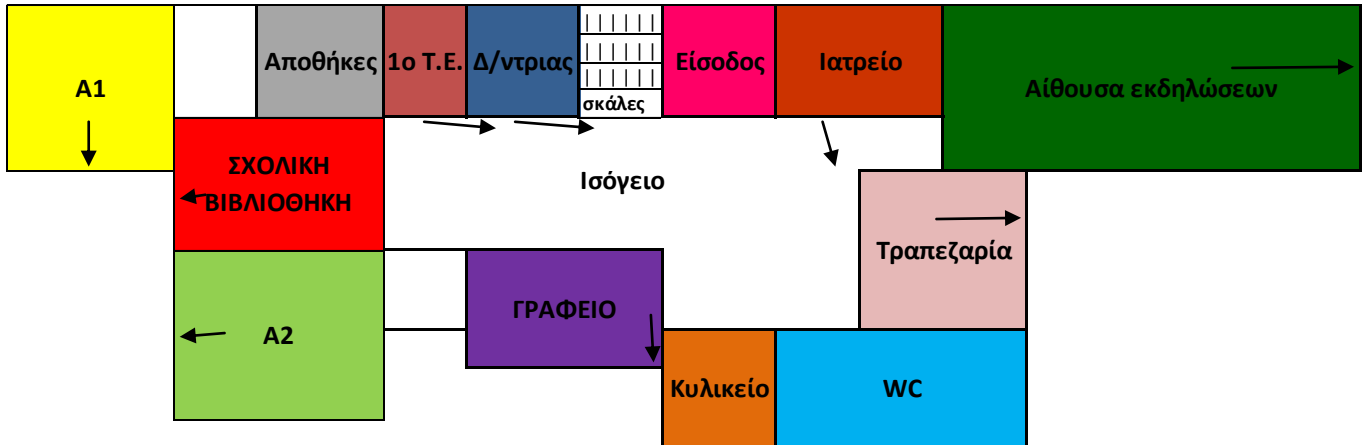 Α1
Αποθήκες
1ο Τ.Ε.
Δ/ντριας
σκάλες
Είσοδος
Ιατρείο
Αίθουσα εκδηλώσεων
ΣΧΟΛΙΚΗ
ΒΙΒΛΙΟΘΗΚΗ
Ισόγειο
Τραπεζαρία
Α2
ΓΡΑΦΕΙΟ
Κυλικείο
WC